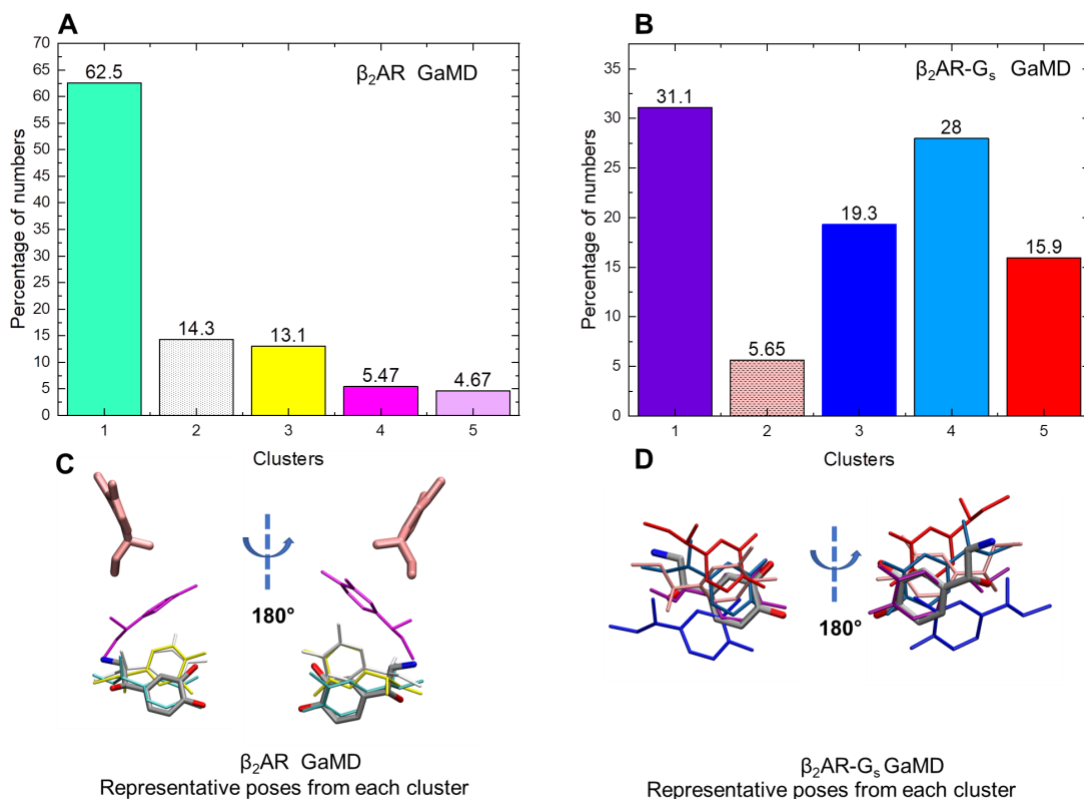 A
Percentage of numbers
70
65
60
55
50
45
40
35
30
25
20
15
10
5
0
β₂AR GaMD
62.5
14.3
13.1
5.47
4.67
1 2 3 4 5
Clusters
B
Percentage of numbers
35
30
25
20
15
10
5
0
β₂AR-Gₛ GaMD
31.1
5.65
19.3
28
15.9
1 2 3 4 5
Clusters
C
180°
β₂AR GaMD
Representative poses from each cluster
D
180°
β₂AR-Gₛ GaMD
Representative poses from each cluster